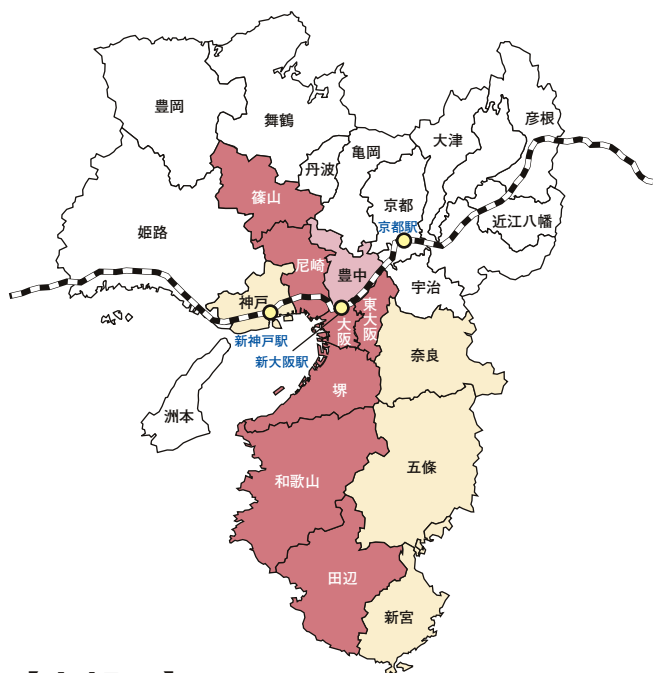 豊岡
舞鶴
彦根
大津
亀岡
丹波
篠山
京都
京都駅
近江八幡
姫路
尼崎
豊中
宇治
神戸
東大阪
大阪
新神戸駅
新大阪駅
奈良
堺
洲本
五條
和歌山
田辺
新宮